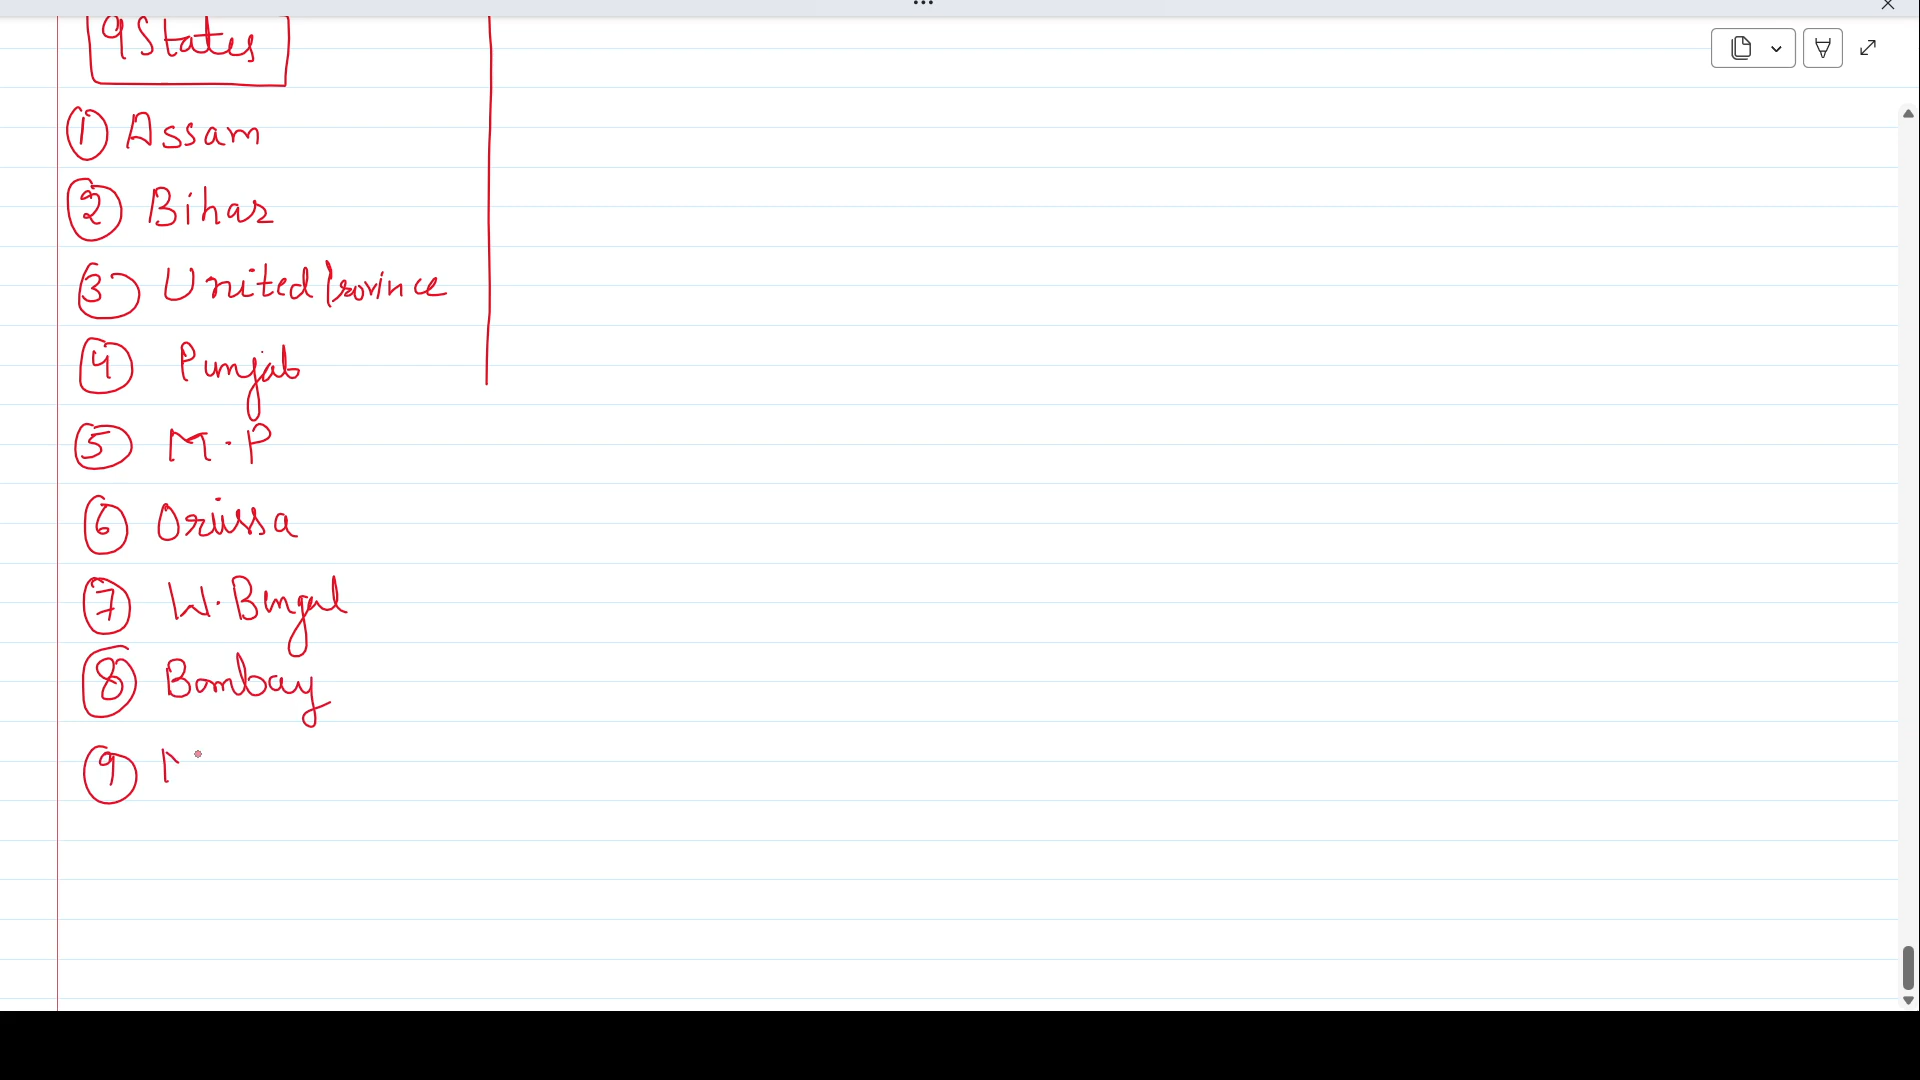 9 States
① Assam
② Bihar
③ United Province
④ Punjab
⑤ M.P
⑥ Orissa
⑦ W. Bengal
⑧ Bombay
⑨